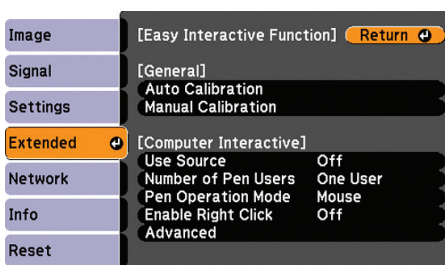 Image
Signal
Settings
Extended
Network
Info
Reset
[Easy Interactive Function] Return
[General]
Auto Calibration
Manual Calibration
[Computer Interactive]
Use Source Off
Number of Pen Users One User
Pen Operation Mode Mouse
Enable Right Click Off
Advanced